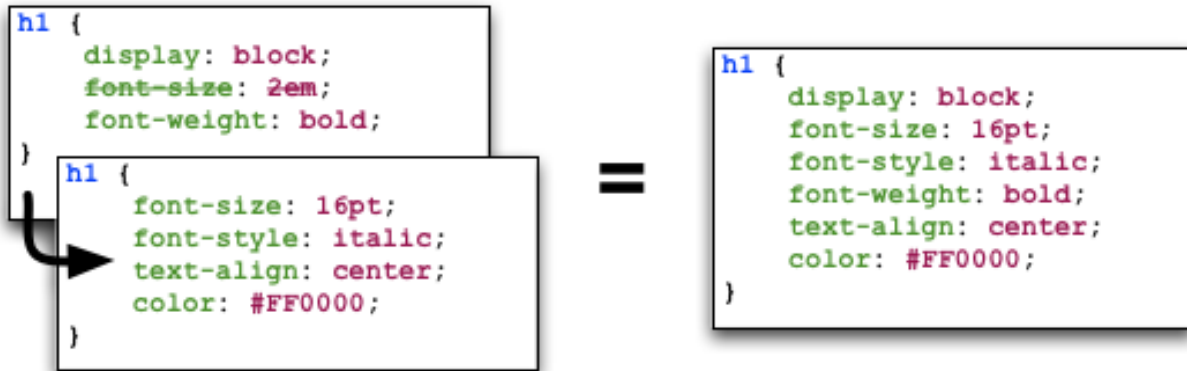 h1 {
display: block;
font-size: 2em;
font-weight: bold;
}
h1 {
font-size: 16pt;
font-style: italic;
text-align: center;
color: #FF0000;
}
=
h1 {
display: block;
font-size: 16pt;
font-style: italic;
font-weight: bold;
text-align: center;
color: #FF0000;
}